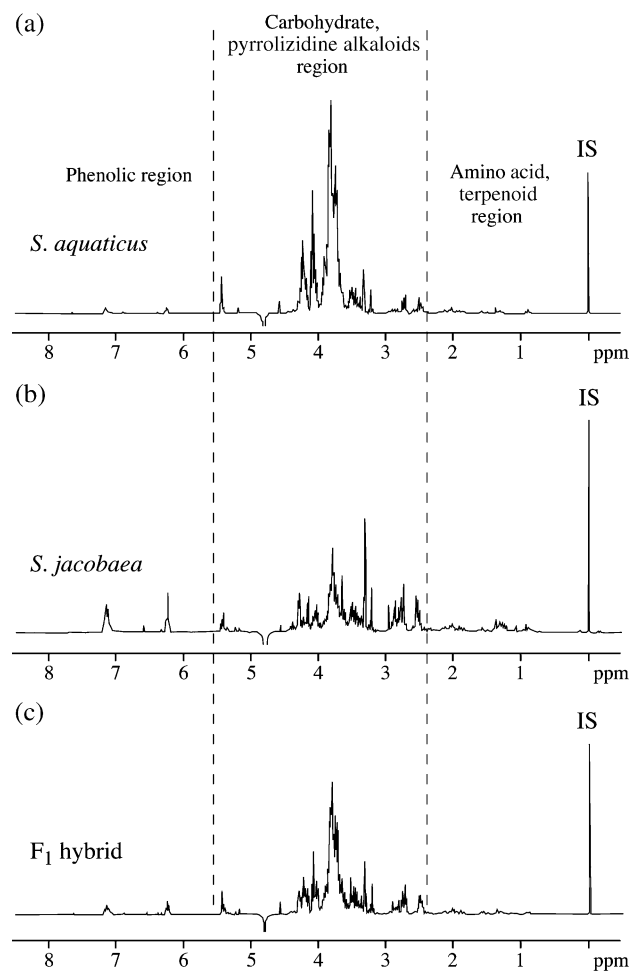 (a)
Carbohydrate,
pyrrolizidine alkaloids
region
Phenolic region
Amino acid,
terpenoid
region
IS
S. aquaticus
8 7 6 5 4 3 2 1 ppm
(b)
IS
S. jacobaea
8 7 6 5 4 3 2 1 ppm
(c)
IS
F1 hybrid
8 7 6 5 4 3 2 1 ppm